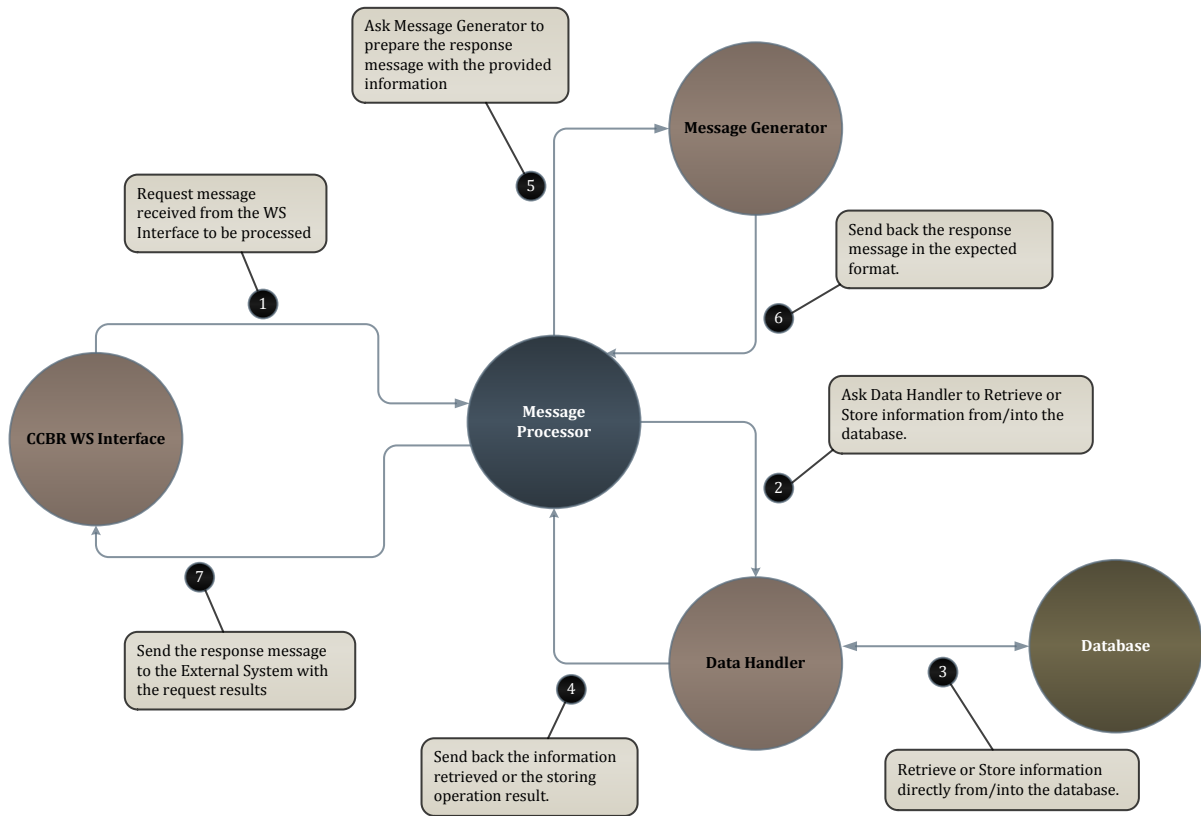 Ask Message Generator to
prepare the response
message with the provided
information
Message Generator
5
Request message
received from the WS
Interface to be processed
Send back the response
message in the expected
format.
1
6
Ask Data Handler to Retrieve or
Store information from/into the
database.
Message
Processor
CCBR WS Interface
2
7
Send the response message
to the External System with
the request results
Data Handler
Database
3
4
Send back the information
retrieved or the storing
operation result.
Retrieve or Store information
directly from/into the database.